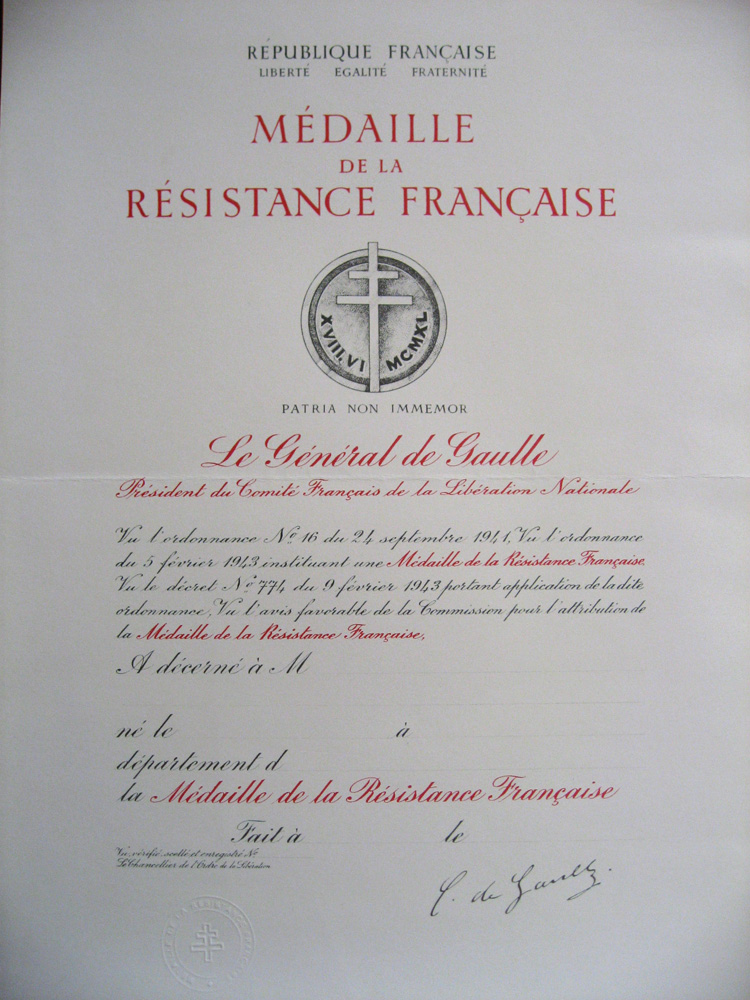 RÉPUBLIQUE FRANÇAISE
LIBERTÉ EGALITÉ FRATERNITÉ
MÉDAILLE
DE LA
RÉSISTANCE FRANÇAISE
XVIII.VI MCMXL
PATRIA NON IMMEMOR
Le Général de Gaulle
Président du Comité Français de la Libération Nationale
Vu l'ordonnance No 16 du 24 septembre 1941, Vu l'ordonnance
du 5 février 1943 instituant une Médaille de la Résistance Française.
Vu le décret No 774 du 9 février 1943 portant application de la dite
ordonnance, Vu l'avis favorable de la Commission pour l'attribution de
la Médaille de la Résistance Française,
A décerné à M
né le à
département d
la Médaille de la Résistance Française
Fait à le
Vu, vérifié, scellé et enregistré No
Le Chancelier de l'Ordre de la Libération
C. de Gaulle.